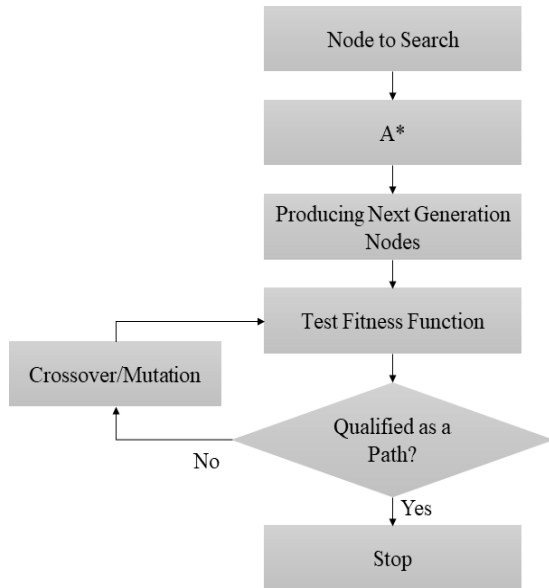 Node to Search
A*
Producing Next Generation
Nodes
Test Fitness Function
Crossover/Mutation
Qualified as a
Path?
No
Yes
Stop